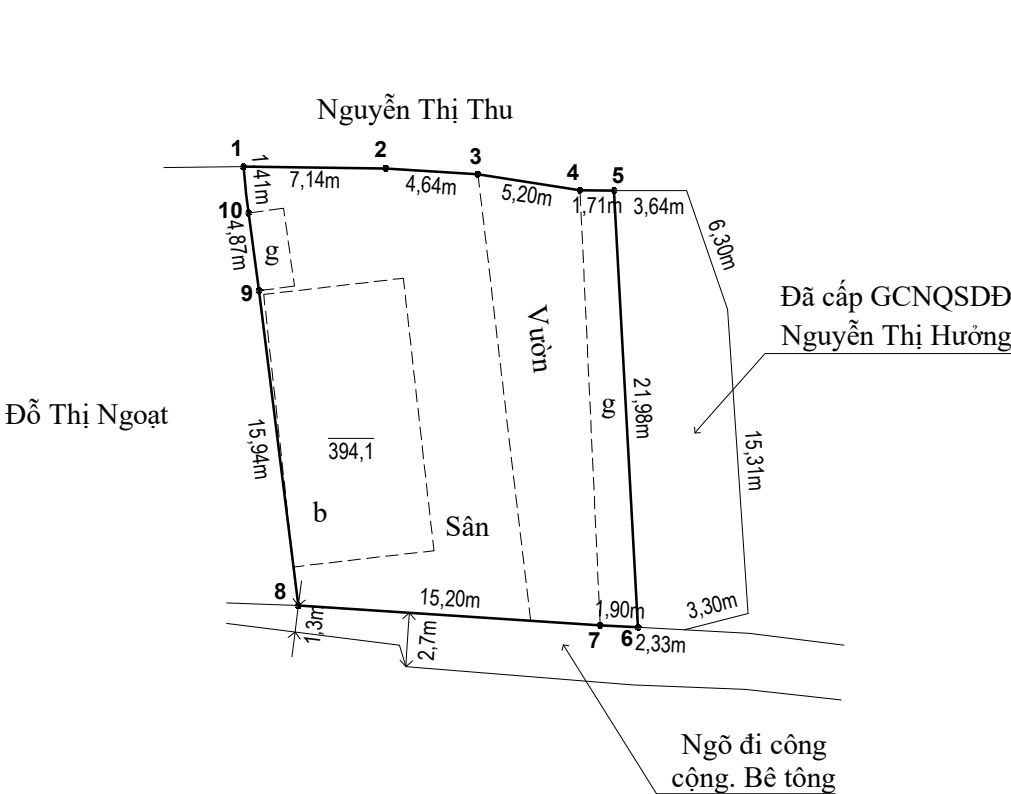 Nguyễn Thị Thu
1
2
3
4
5
1,41m
7,14m
4,64m
5,20m
1,71m
3,64m
10
4,87m
g
6,30m
9
Đã cấp GCNQSDĐ
Nguyễn Thị Hưởng
Vườn
g
21,98m
Đỗ Thị Ngoạt
15,94m
394,1
15,31m
b
Sân
8
15,20m
1,90m
3,30m
1,3m
2,7m
7
6
2,33m
Ngõ đi công
cộng. Bê tông